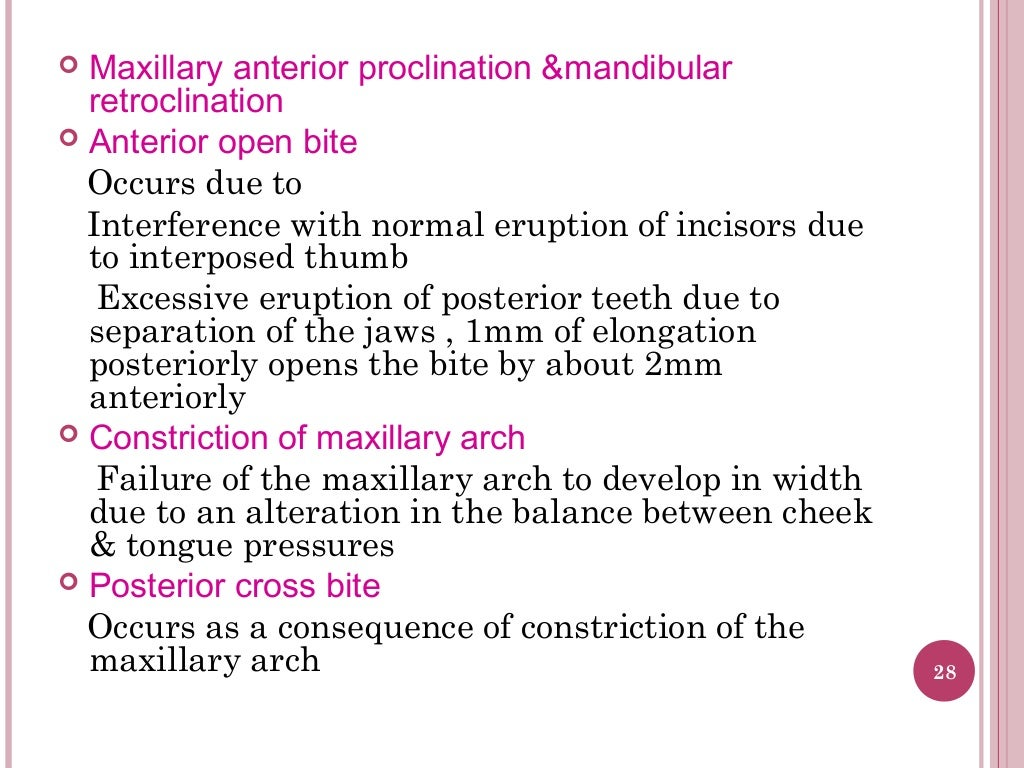 Maxillary anterior proclination &mandibular
retroclination
Anterior open bite
Occurs due to
Interference with normal eruption of incisors due
to interposed thumb
Excessive eruption of posterior teeth due to
separation of the jaws , 1mm of elongation
posteriorly opens the bite by about 2mm
anteriorly
Constriction of maxillary arch
Failure of the maxillary arch to develop in width
due to an alteration in the balance between cheek
& tongue pressures
Posterior cross bite
Occurs as a consequence of constriction of the
maxillary arch
28